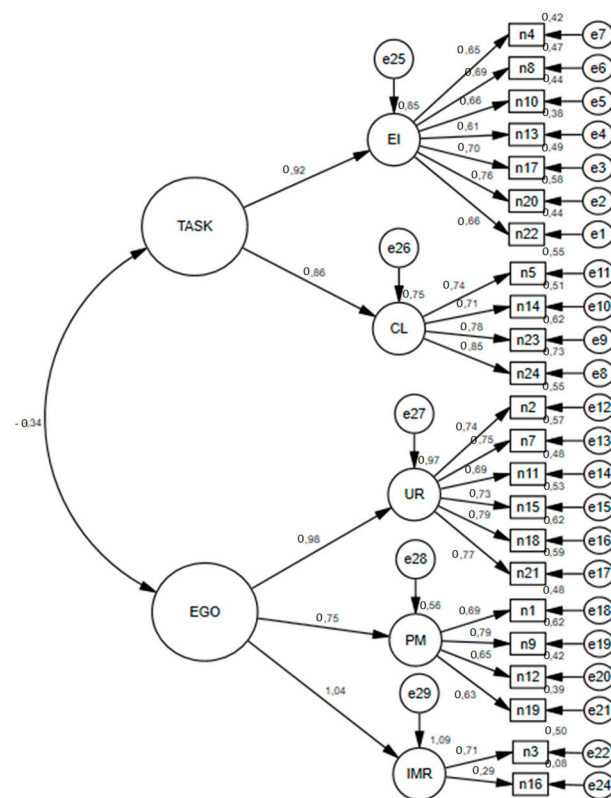 0,42
n4
e7
0,65
0,47
e25
n8
e6
0,69
0,44
0,85
n10
e5
0,66
0,38
EI
n13
e4
0,61
0,49
n17
e3
0,70
0,58
0,92
n20
e2
0,76
0,44
n22
e1
0,66
TASK
0,55
e26
n5
e11
0,74
0,51
0,86
0,75
n14
e10
0,71
0,62
CL
n23
e9
0,78
0,73
n24
e8
0,85
0,55
n2
e12
0,74
0,57
e27
n7
e13
0,75
0,48
- 0,34
0,97
n11
e14
0,69
0,53
UR
n15
e15
0,73
0,62
n18
e16
0,79
0,59
0,98
n21
e17
0,77
0,48
e28
n1
e18
0,69
0,62
0,56
EGO
0,75
PM
n9
e19
0,79
0,42
n12
e20
0,65
0,39
n19
e21
0,63
e29
1,04
0,50
1,09
n3
e22
0,71
0,08
IMR
n16
e24
0,29